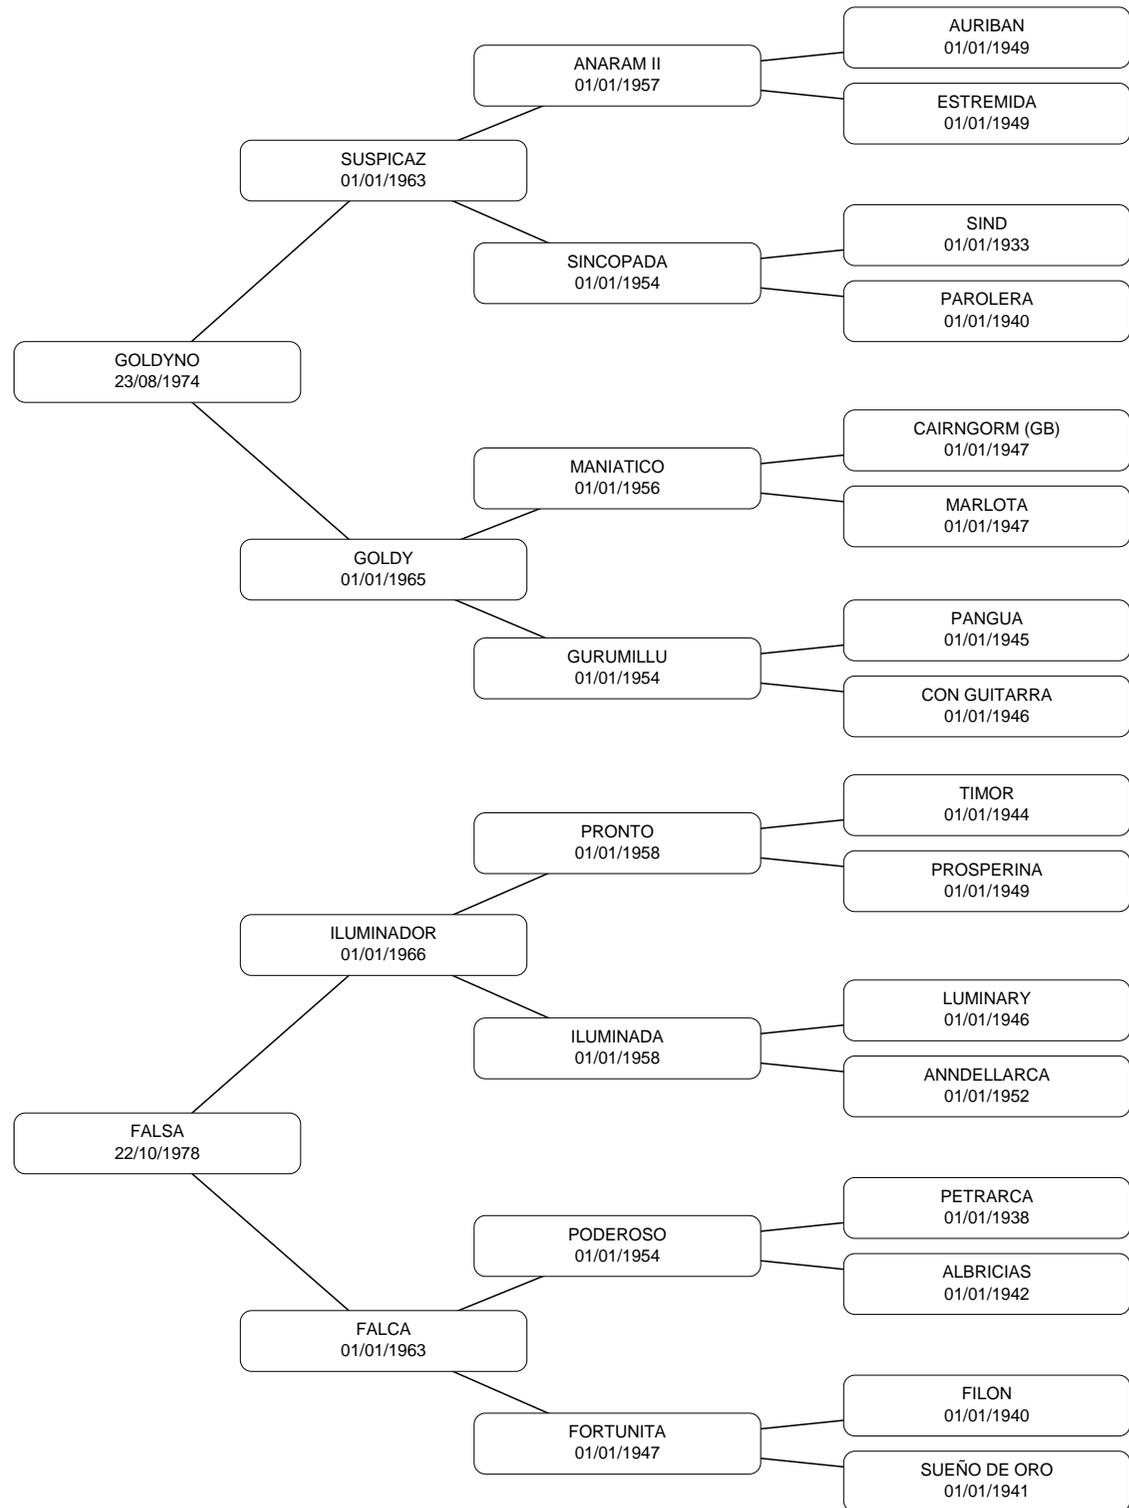 AURIBAN
01/01/1949
ANARAM II
01/01/1957
ESTREMIDA
01/01/1949
SUSPICAZ
01/01/1963
SIND
01/01/1933
SINCOPADA
01/01/1954
PAROLERA
01/01/1940
GOLDYNO
23/08/1974
CAIRNGORM (GB)
01/01/1947
MANIATICO
01/01/1956
MARLOTA
01/01/1947
GOLDY
01/01/1965
PANGUA
01/01/1945
GURUMILLU
01/01/1954
CON GUITARRA
01/01/1946
TIMOR
01/01/1944
PRONTO
01/01/1958
PROSPERINA
01/01/1949
ILUMINADOR
01/01/1966
LUMINARY
01/01/1946
ILUMINADA
01/01/1958
ANNDELLARCA
01/01/1952
FALSA
22/10/1978
PETRARCA
01/01/1938
PODEROSO
01/01/1954
ALBRICIAS
01/01/1942
FALCA
01/01/1963
FILON
01/01/1940
FORTUNITA
01/01/1947
SUEÑO DE ORO
01/01/1941